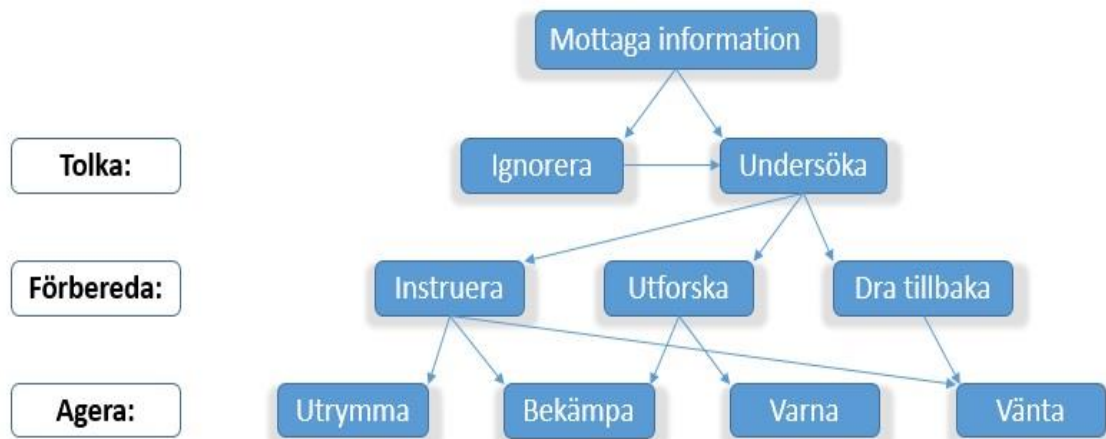 Mottaga information
Tolka:
Ignorera
Undersöka
Förbereda:
Instruera
Utforska
Dra tillbaka
Agera:
Utrymma
Bekämpa
Varna
Vänta